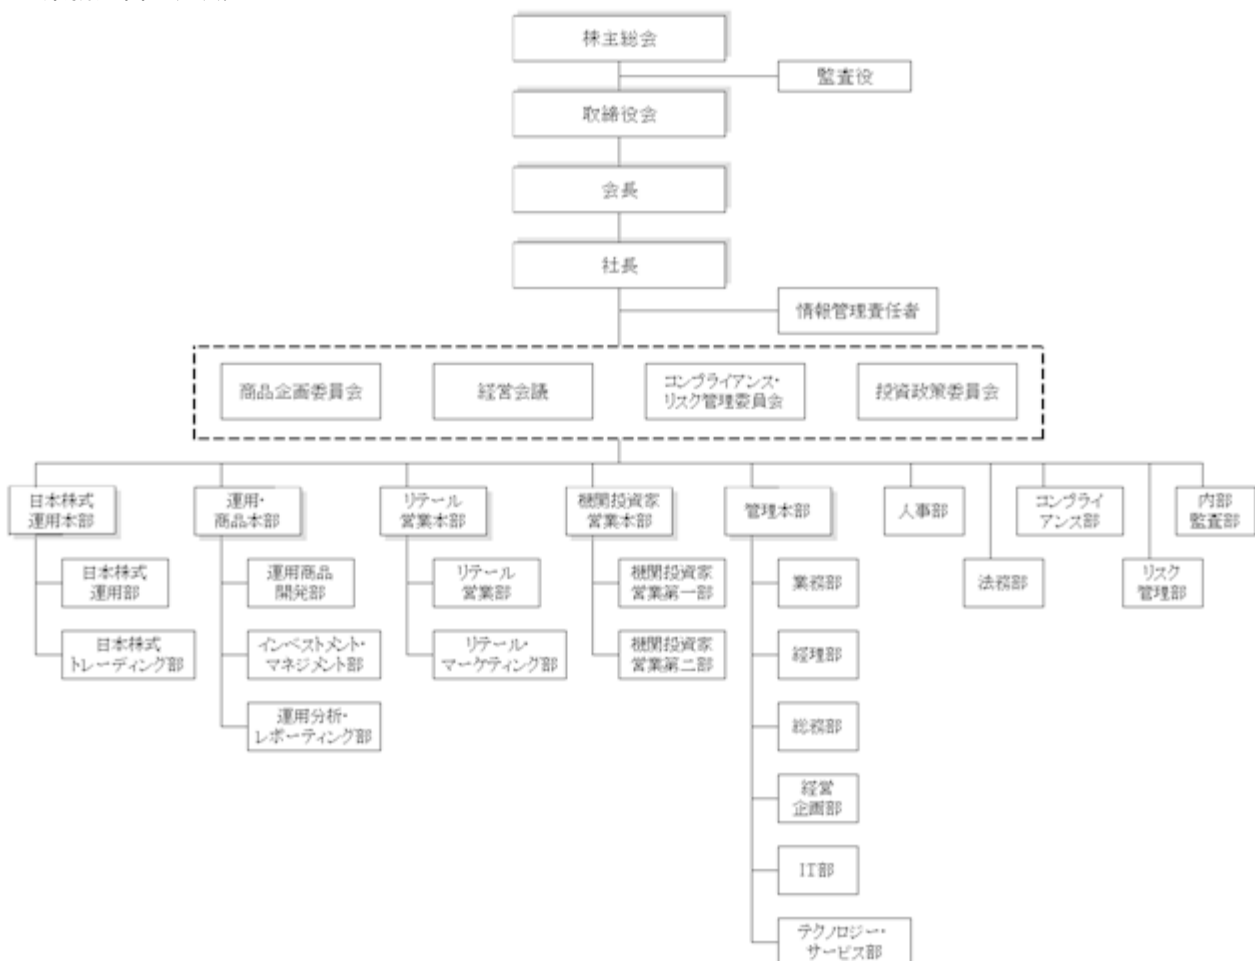 株主総会
監査役
取締役会
会長
社長
情報管理責任者
商品企画委員会
経営会議
コンプライアンス・
リスク管理委員会
投資政策委員会
日本株式
運用本部
運用・
商品本部
リテール
営業本部
機関投資家
営業本部
管理本部
人事部
コンプライ
アンス部
内部
監査部
日本株式
運用部
運用商品
開発部
リテール
営業部
機関投資家
営業第一部
業務部
法務部
リスク
管理部
日本株式
トレーディング部
インベストメント・
マネジメント部
リテール・
マーケティング部
機関投資家
営業第二部
経理部
運用分析・
レポーティング部
総務部
経営
企画部
IT部
テクノロジー・
サービス部